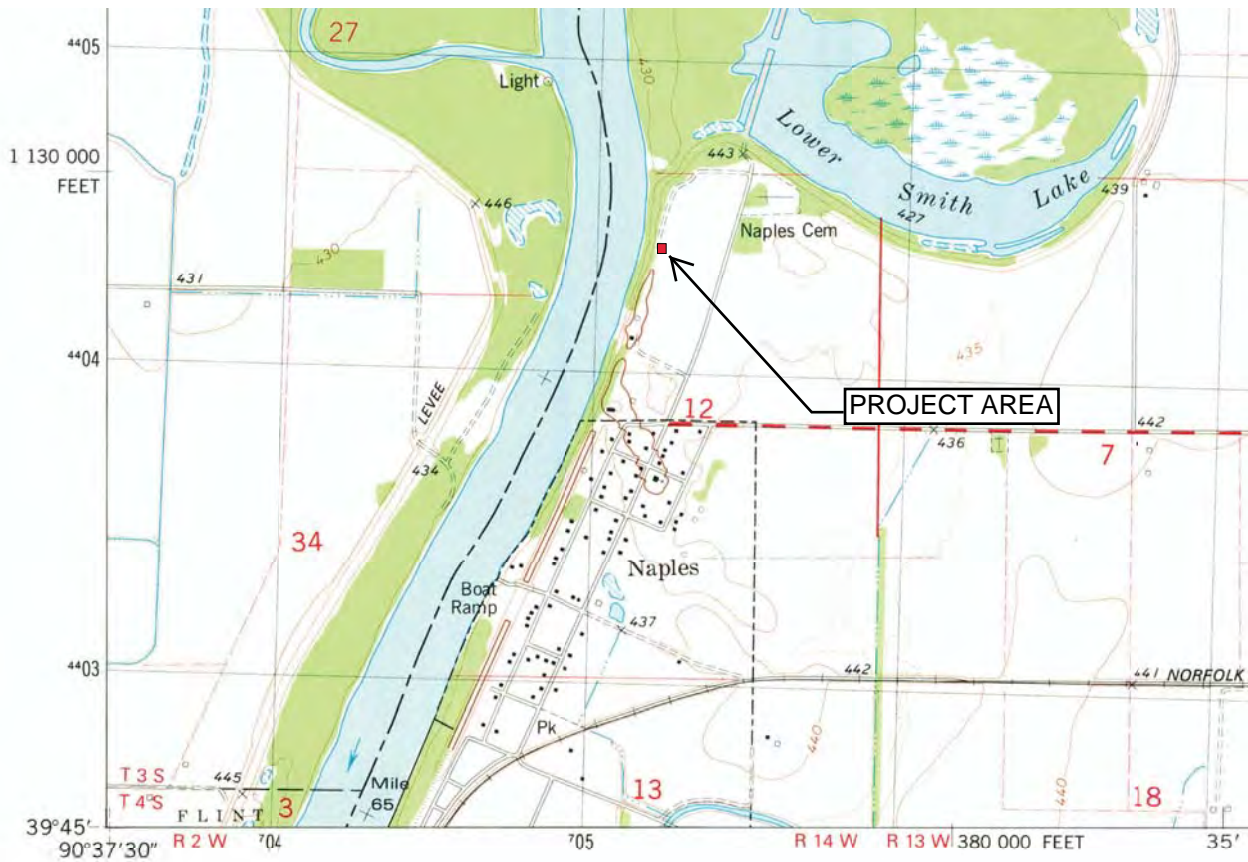 4405
27
430
Light
Lower
Smith
Lake
1 130 000
FEET
443
439
446
427
Naples Cem
430
431
4404
435
LEVEE
PROJECT AREA
12
442
436
7
434
34
Naples
Boat
Ramp
437
4403
442
441 NORFOLK
Pk
440
T 3 S
445
Mile
65
T 4 S
FLINT
3
13
440
18
39°45'
90°37'30"
R 2 W
704
705
R 14 W
R 13 W
380 000 FEET
35'